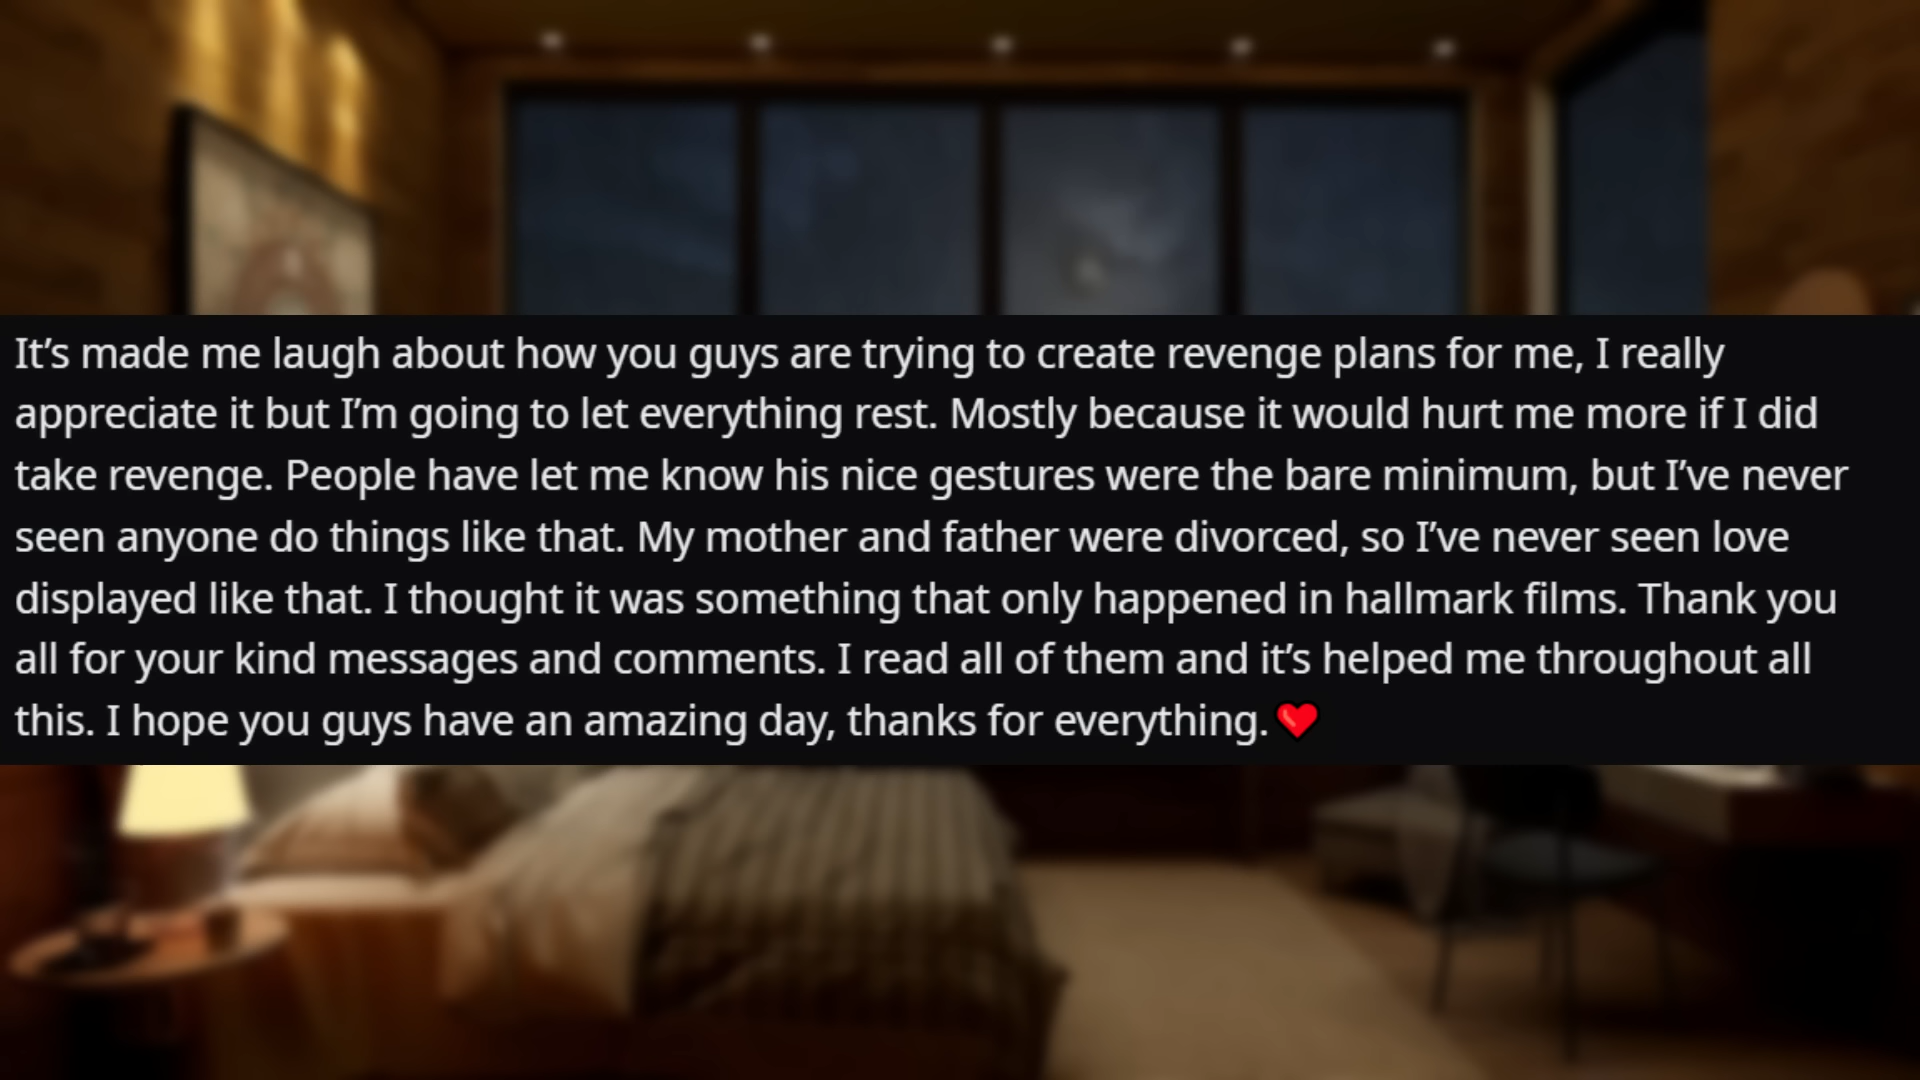 It’s made me laugh about how you guys are trying to create revenge plans for me, I really
appreciate it but I’m going to let everything rest. Mostly because it would hurt me more if I did
take revenge. People have let me know his nice gestures were the bare minimum, but I’ve never
seen anyone do things like that. My mother and father were divorced, so I’ve never seen love
displayed like that. I thought it was something that only happened in hallmark films. Thank you
all for your kind messages and comments. I read all of them and it’s helped me throughout all
this. I hope you guys have an amazing day, thanks for everything.❤️